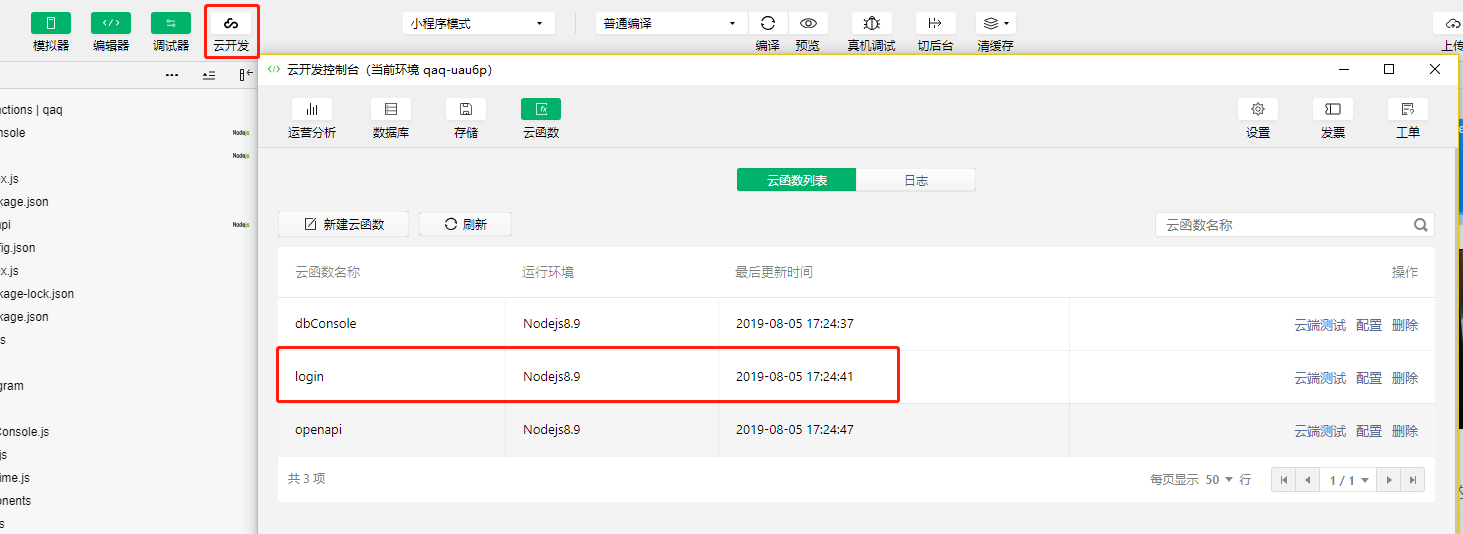 小程序模式
普通编译
模拟器 编辑器 调试器 云开发 编译 预览 真机调试 切后台 清缓存 上传
云开发控制台（当前环境 qaq-uau6p）
运营分析 数据库 存储 云函数 设置 发票 工单
云函数列表 日志
新建云函数 刷新 云函数名称
云函数名称 运行环境 最后更新时间 操作
dbConsole Nodejs8.9 2019-08-05 17:24:37 云端测试 配置 删除
login Nodejs8.9 2019-08-05 17:24:41 云端测试 配置 删除
openapi Nodejs8.9 2019-08-05 17:24:47 云端测试 配置 删除
共 3 项 每页显示 50 行 1 / 1
ctions | qaq
nsole
x.js
kage.json
pi
fig.json
x.js
kage-lock.json
kage.json
s
gram
Console.js
js
ime.js
onents
s